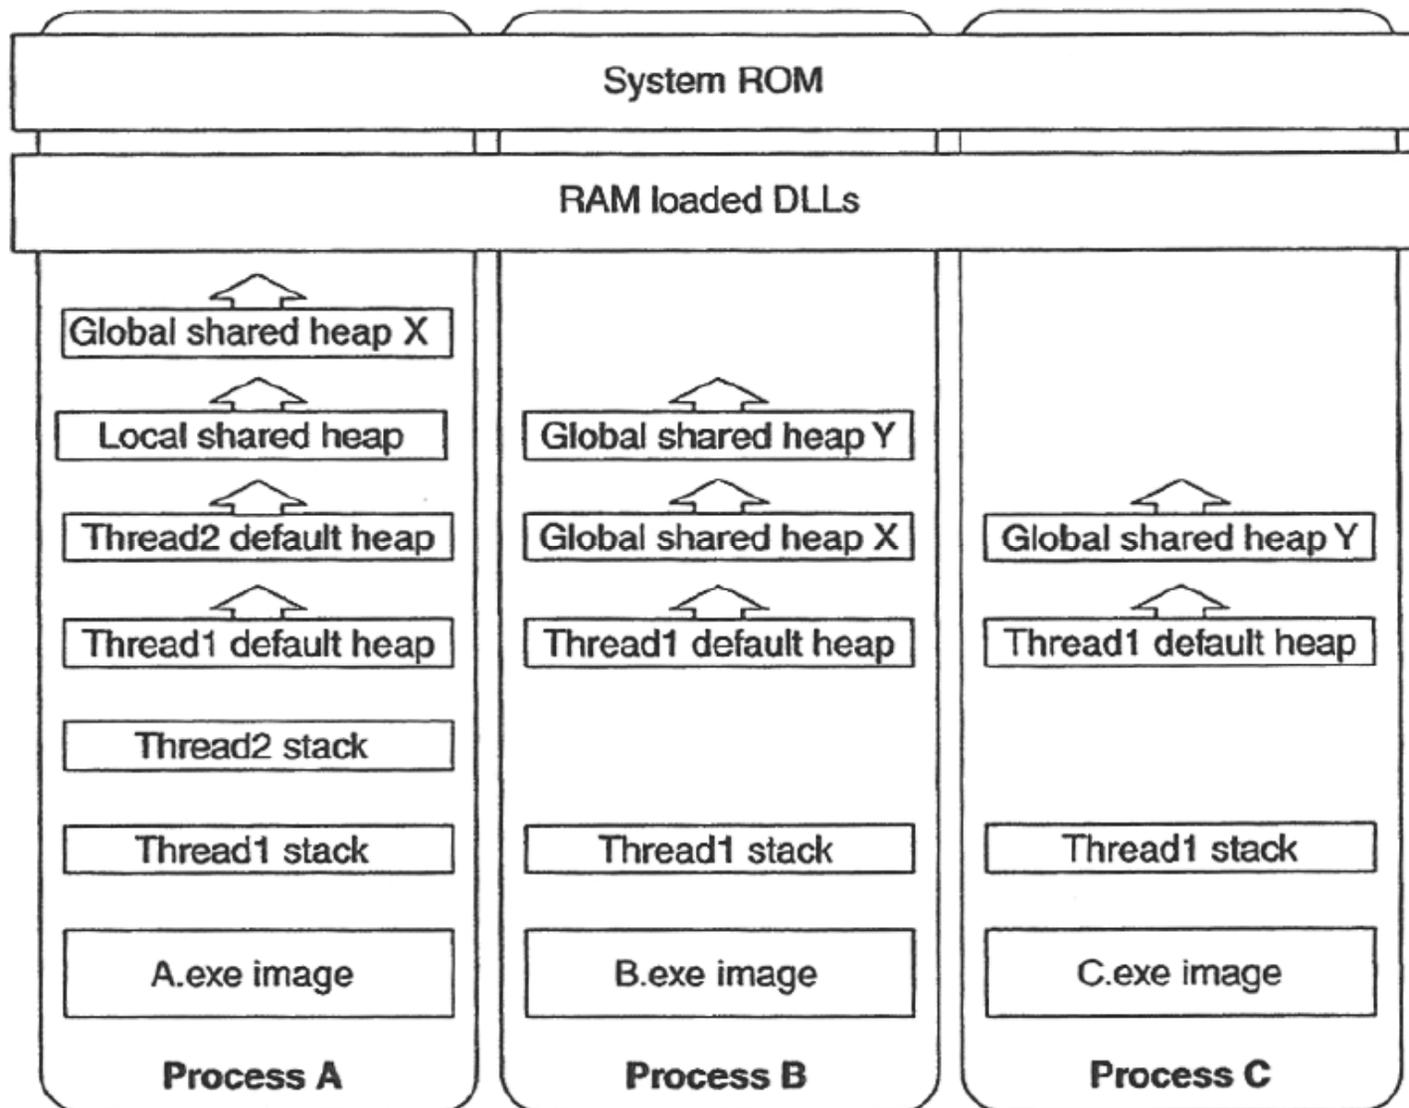 System ROM
RAM loaded DLLs
Global shared heap X
Local shared heap
Global shared heap Y
Thread2 default heap
Global shared heap X
Global shared heap Y
Thread1 default heap
Thread1 default heap
Thread1 default heap
Thread2 stack
Thread1 stack
Thread1 stack
Thread1 stack
A.exe image
B.exe image
C.exe image
Process A
Process B
Process C